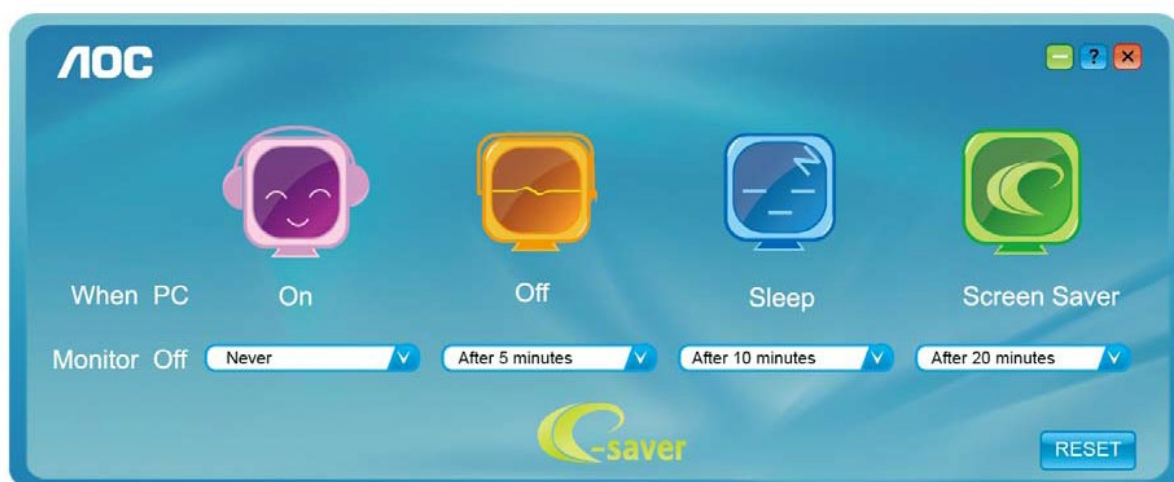 AOC
?
When PC On Off Sleep Screen Saver
Monitor Off Never After 5 minutes After 10 minutes After 20 minutes
e-saver
RESET